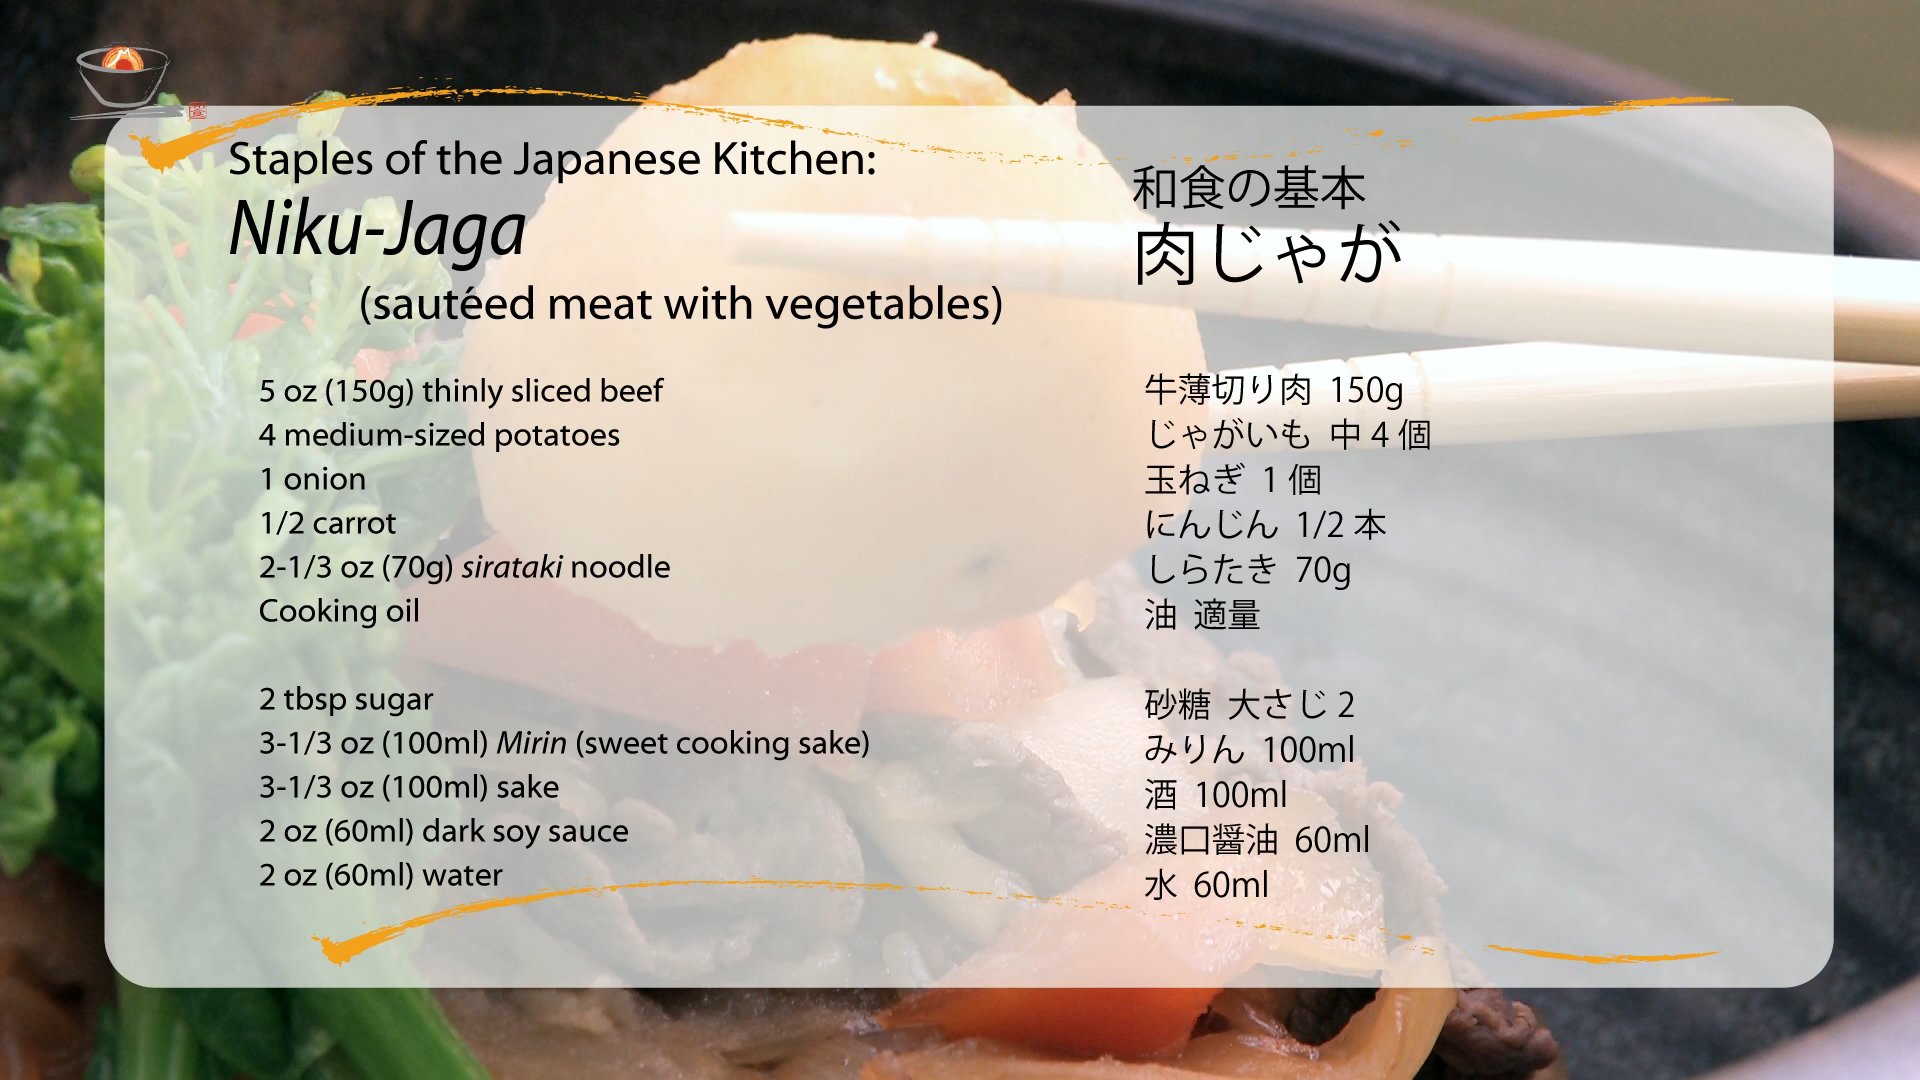 Staples of the Japanese Kitchen:
Niku-Jaga
(sautéed meat with vegetables)
5 oz (150g) thinly sliced beef
4 medium-sized potatoes
1 onion
1/2 carrot
2-1/3 oz (70g) sirataki noodle
Cooking oil
2 tbsp sugar
3-1/3 oz (100ml) Mirin (sweet cooking sake)
3-1/3 oz (100ml) sake
2 oz (60ml) dark soy sauce
2 oz (60ml) water
和食の基本
肉じゃが
牛薄切り肉 150g
じゃがいも 中 4 個
玉ねぎ 1 個
にんじん 1/2 本
しらたき 70g
油 適量
砂糖 大さじ 2
みりん 100ml
酒 100ml
濃口醤油 60ml
水 60ml